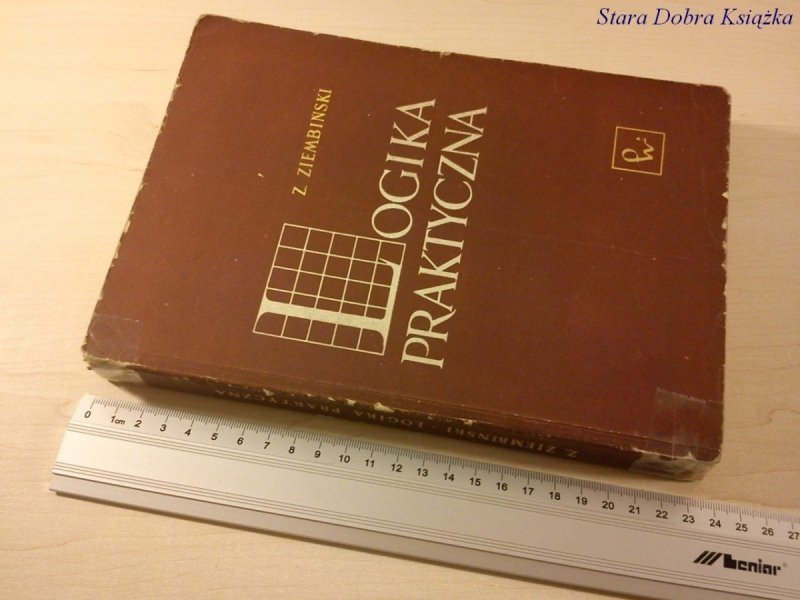 Stara Dobra Książka
Z. ZIEMBIŃSKI
LOGIKA
PRAKTYCZNA
PW
Z. ZIEMBIŃSKI · LOGIKA PRAKTYCZNA
0 1cm 2 3 4 5 6 7 8 9 10 11 12 13 14 15 16 17 18 19 20 21 22 23 24 25 26 27
leniar